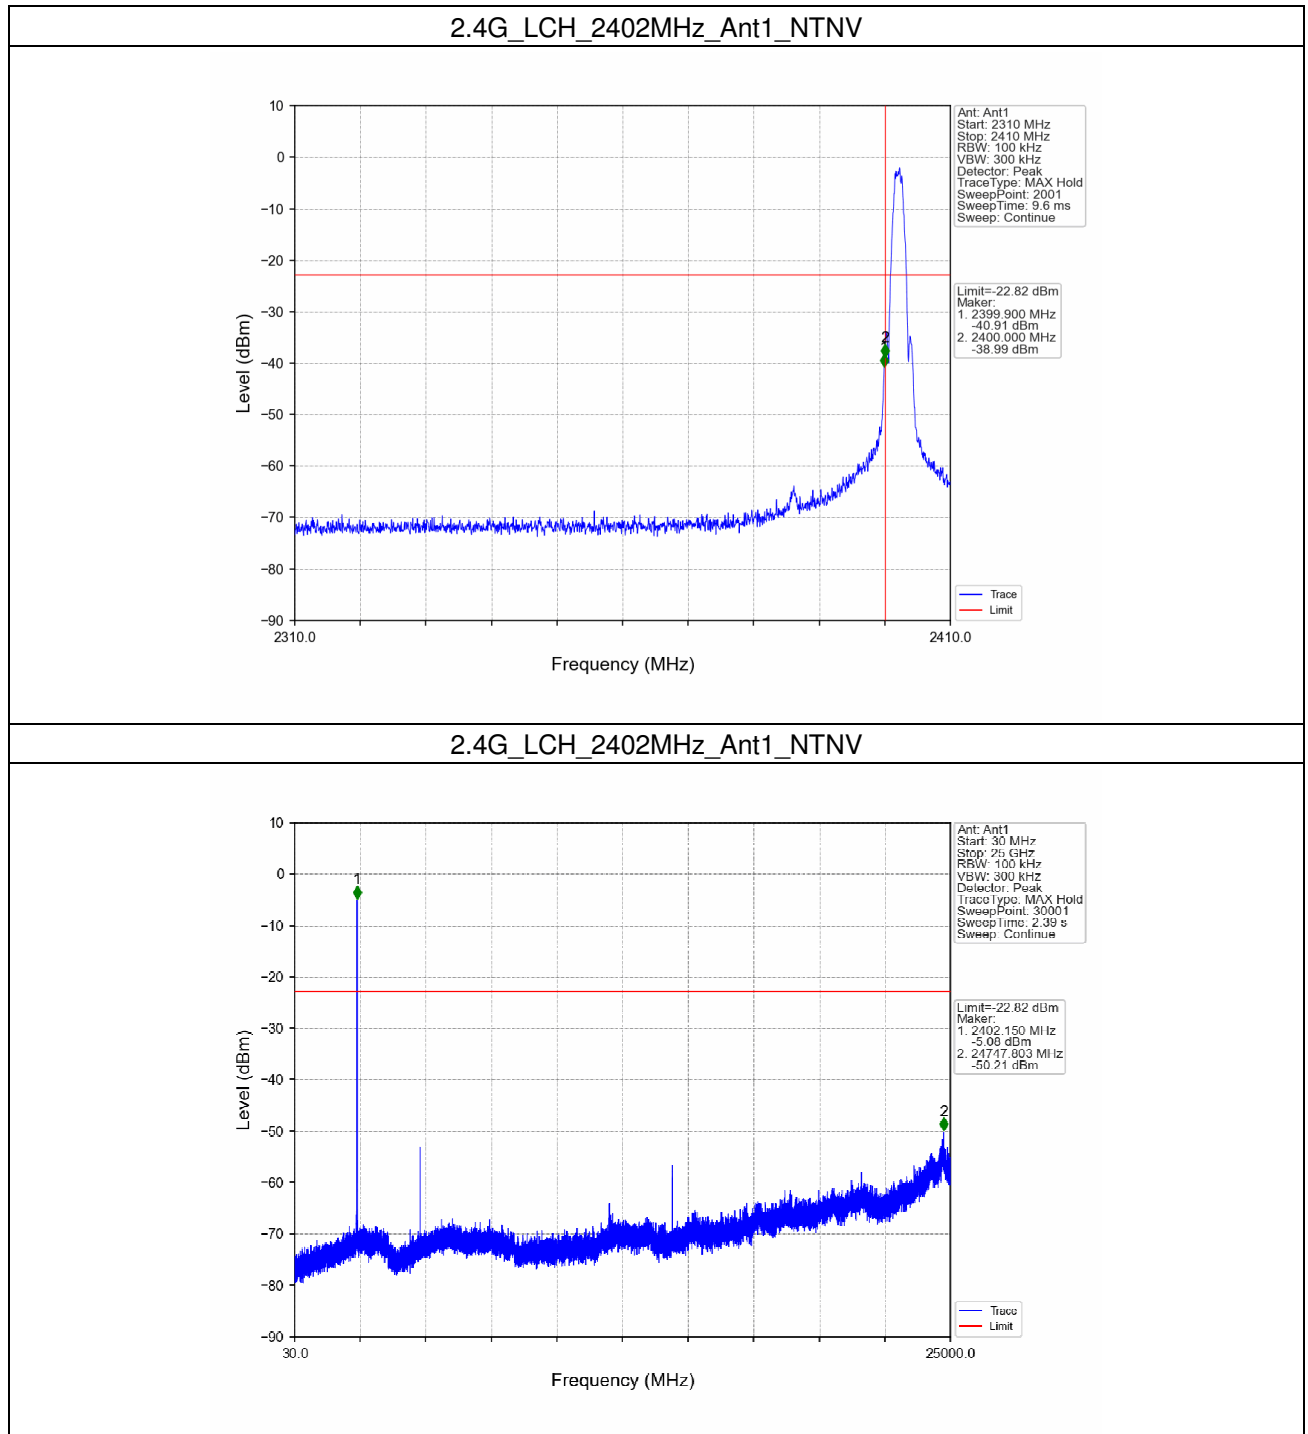 2.4G_LCH_2402MHz_Ant1_NTNV
10
0
−10
−20
−30
−40
−50
−60
−70
−80
−90
Level (dBm)
2310.0
2410.0
Frequency (MHz)
2
Ant: Ant1
Start: 2310 MHz
Stop: 2410 MHz
RBW: 100 kHz
VBW: 300 kHz
Detector: Peak
TraceType: MAX Hold
SweepPoint: 2001
SweepTime: 9.6 ms
Sweep: Continue
Limit=-22.82 dBm
Maker:
1. 2399.900 MHz
-40.91 dBm
2. 2400.000 MHz
-38.99 dBm
Trace
Limit
2.4G_LCH_2402MHz_Ant1_NTNV
10
0
−10
−20
−30
−40
−50
−60
−70
−80
−90
Level (dBm)
30.0
25000.0
Frequency (MHz)
1
2
Ant: Ant1
Start: 30 MHz
Stop: 25 GHz
RBW: 100 kHz
VBW: 300 kHz
Detector: Peak
TraceType: MAX Hold
SweepPoint: 30001
SweepTime: 2.39 s
Sweep: Continue
Limit=-22.82 dBm
Maker:
1. 2402.150 MHz
-5.08 dBm
2. 24747.803 MHz
-50.21 dBm
Trace
Limit